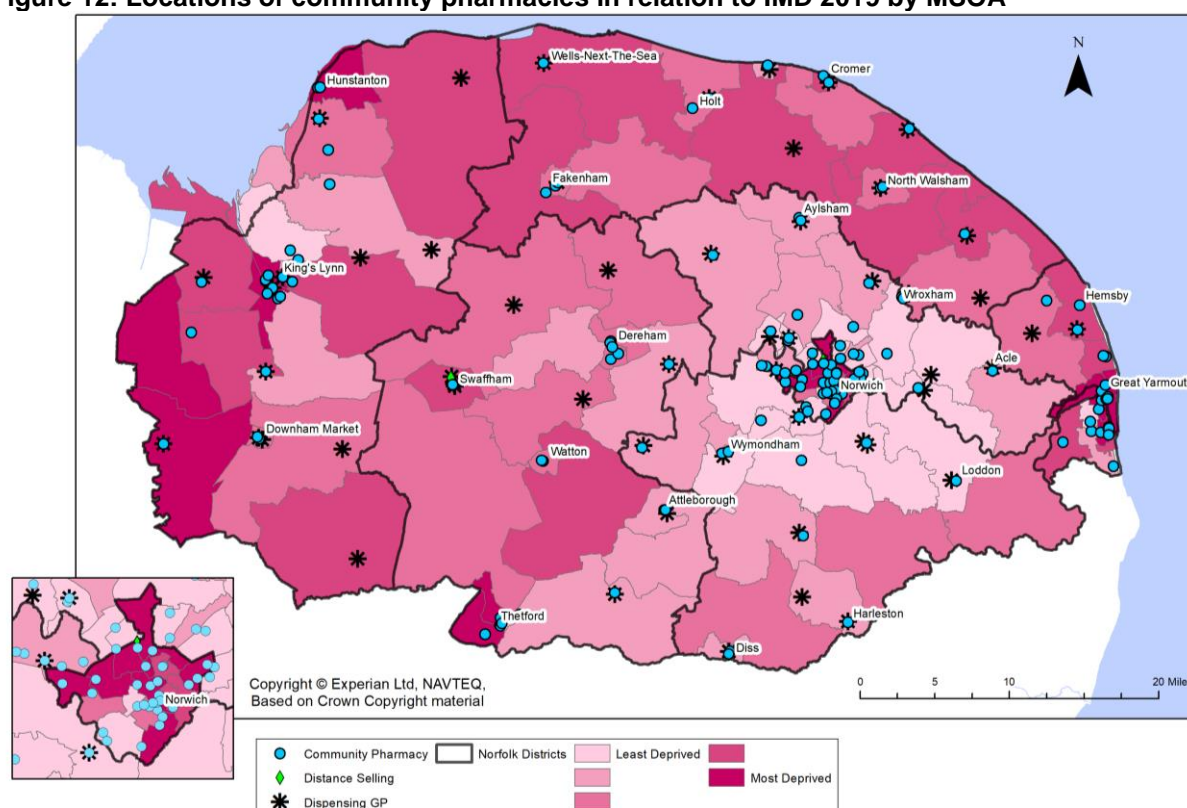 igure 12: Locations of community pharmacies in relation to IMD 2019 by MSOA
N
Wells-Next-The-Sea
Cromer
Hunstanton
Holt
Fakenham
North Walsham
Aylsham
King's Lynn
Wroxham
Hemsby
Dereham
Acle
Swaffham
Norwich
Great Yarmout
Downham Market
Watton
Wymondham
Loddon
Attleborough
Thetford
Harleston
Diss
Norwich
Copyright © Experian Ltd, NAVTEQ,
Based on Crown Copyright material
0 5 10 20 Mile
Community Pharmacy Norfolk Districts Least Deprived
Distance Selling Most Deprived
Dispensing GP